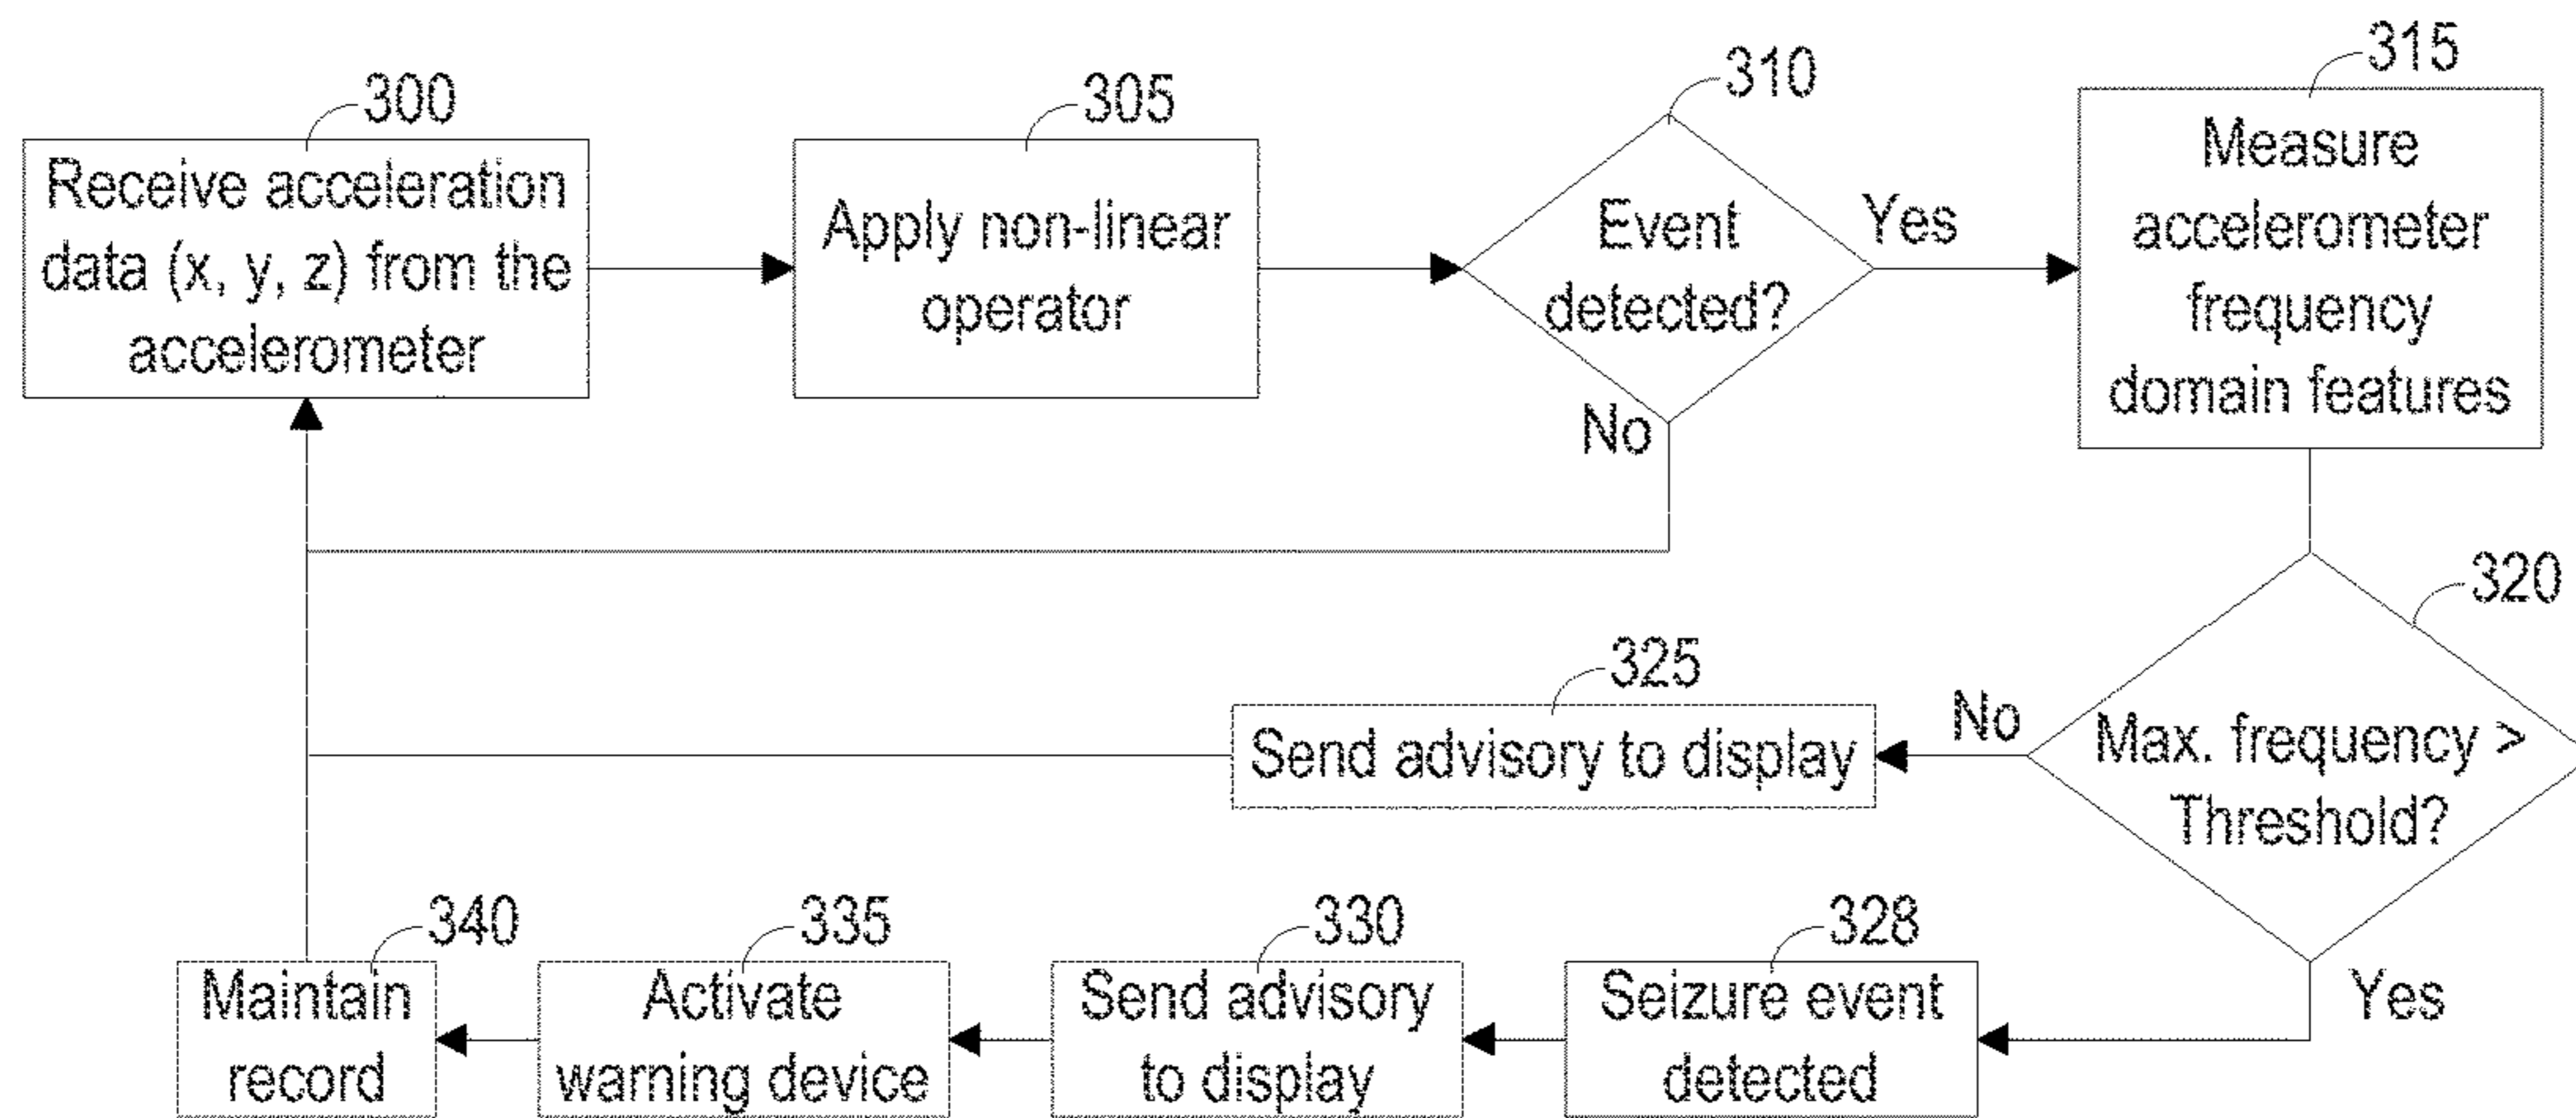 300
Receive acceleration
data (x, y, z) from the
accelerometer
305
Apply non-linear
operator
310
Event
detected?
Yes
No
315
Measure
accelerometer
frequency
domain features
320
Max. frequency >
Threshold?
No
Yes
325
Send advisory to display
328
Seizure event
detected
330
Send advisory
to display
335
Activate
warning device
340
Maintain
record